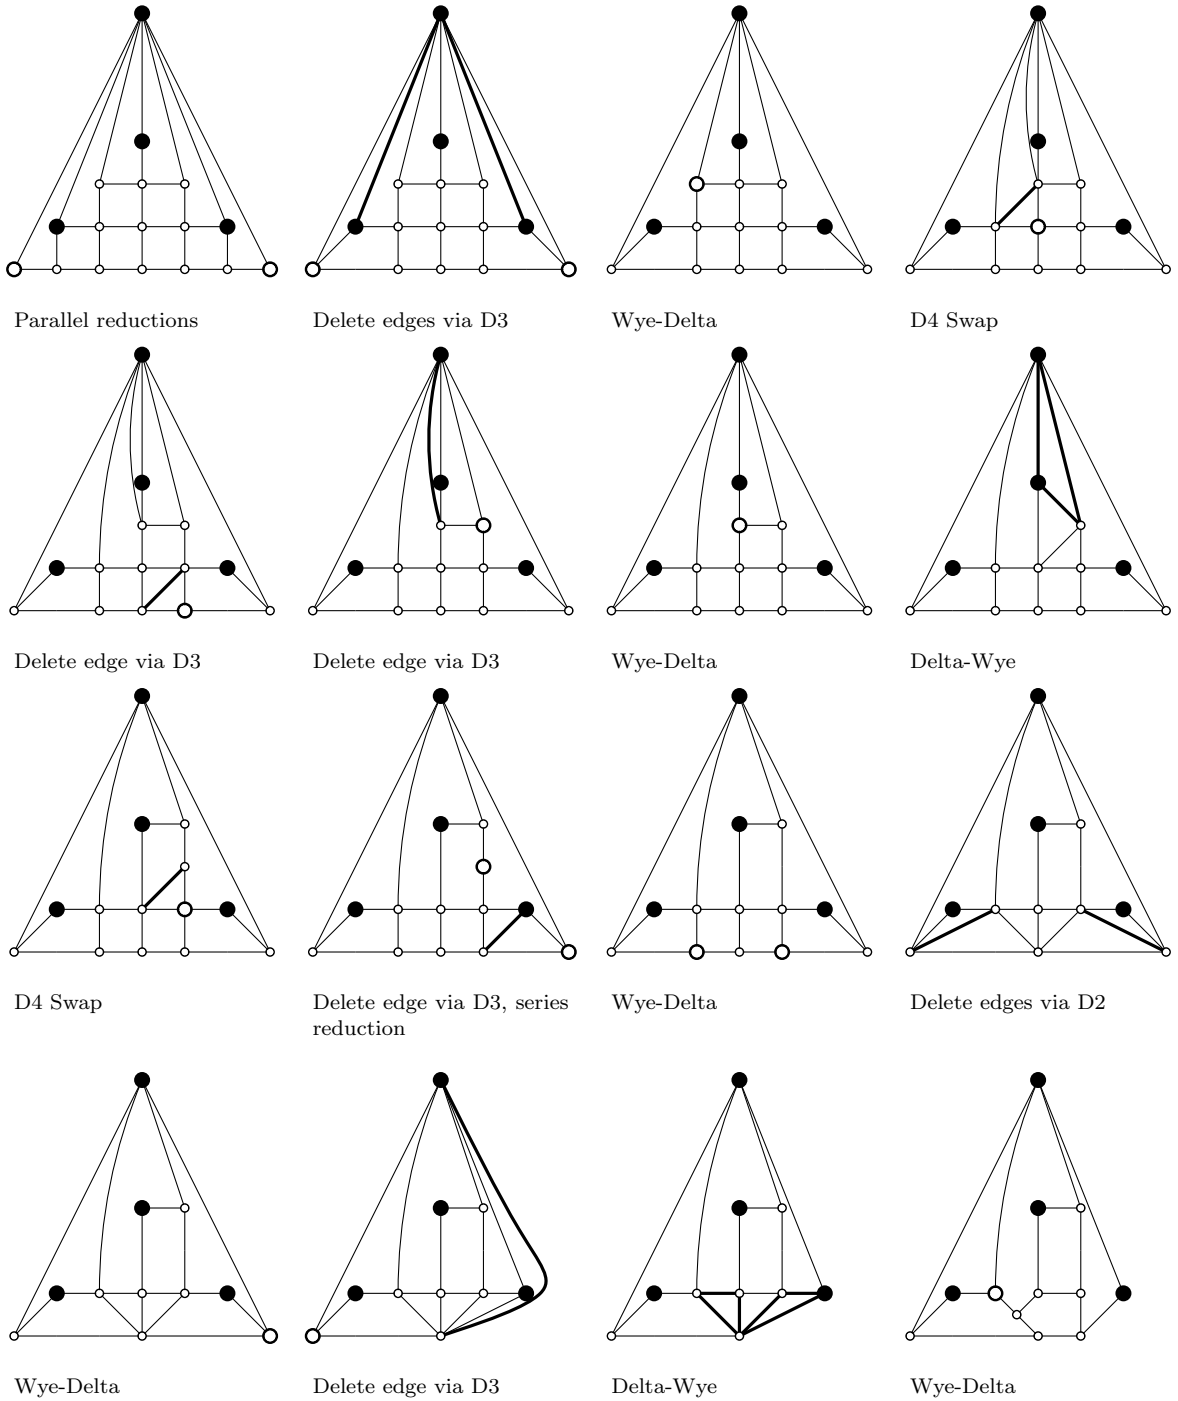 Parallel reductions
Delete edges via D3
Wye-Delta
D4 Swap
Delete edge via D3
Delete edge via D3
Wye-Delta
Delta-Wye
D4 Swap
Delete edge via D3, series
reduction
Wye-Delta
Delete edges via D2
Wye-Delta
Delete edge via D3
Delta-Wye
Wye-Delta